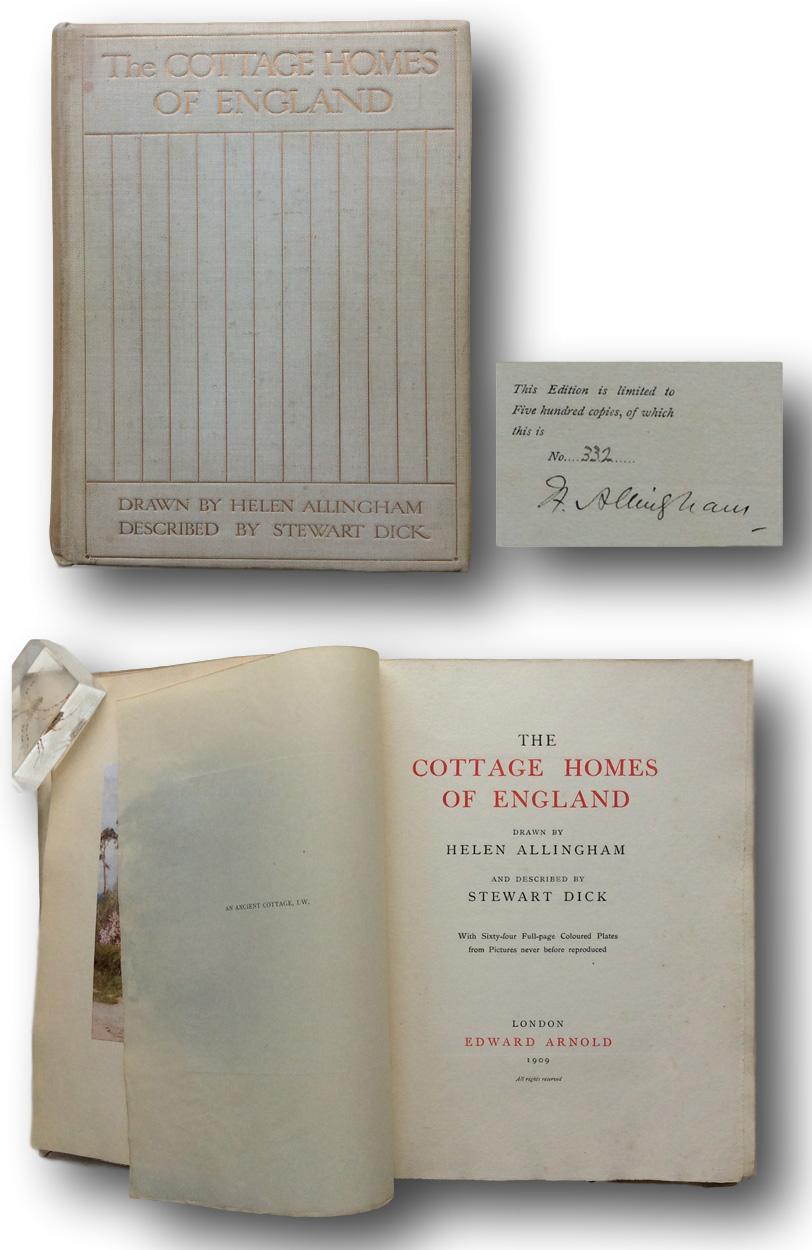 The COTTAGE HOMES
OF ENGLAND
DRAWN BY HELEN ALLINGHAM
DESCRIBED BY STEWART DICK
This Edition is limited to
Five hundred copies, of which
this is
No....332.....
H. Allingham
AN ANCIENT COTTAGE, I.W.
THE
COTTAGE HOMES
OF ENGLAND
DRAWN BY
HELEN ALLINGHAM
AND DESCRIBED BY
STEWART DICK
With Sixty-four Full-page Coloured Plates
from Pictures never before reproduced
LONDON
EDWARD ARNOLD
1909
All rights reserved